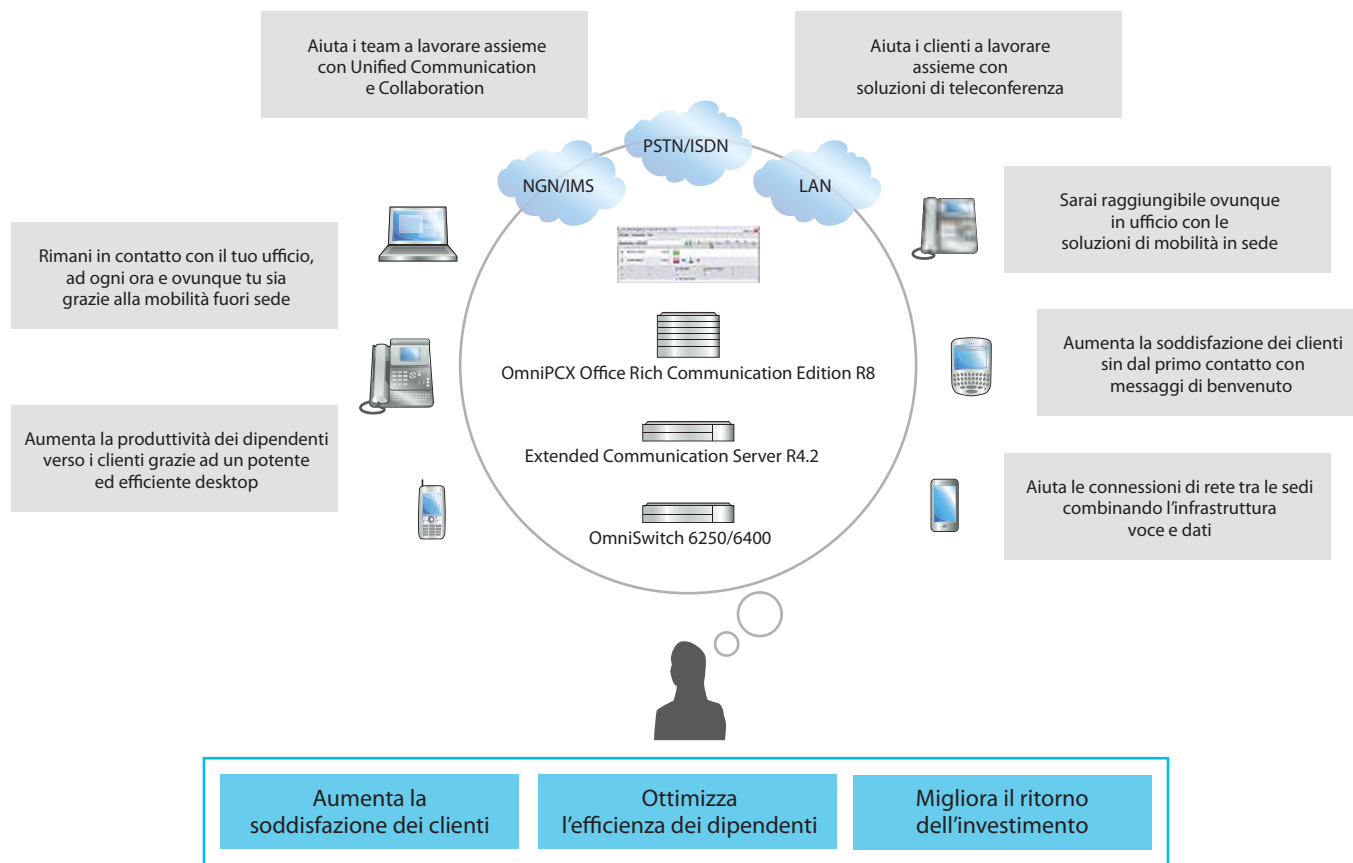 Aiuta i team a lavorare assieme
con Unified Communication
e Collaboration
Aiuta i clienti a lavorare
assieme con
soluzioni di teleconferenza
PSTN/ISDN
NGN/IMS
LAN
Rimani in contatto con il tuo ufficio,
ad ogni ora e ovunque tu sia
grazie alla mobilità fuori sede
Sarai raggiungibile ovunque
in ufficio con le
soluzioni di mobilità in sede
OmniPCX Office Rich Communication Edition R8
Aumenta la soddisfazione dei clienti
sin dal primo contatto con
messaggi di benvenuto
Aumenta la produttività dei dipendenti
verso i clienti grazie ad un potente
ed efficiente desktop
Extended Communication Server R4.2
Aiuta le connessioni di rete tra le sedi
combinando l'infrastruttura
voce e dati
OmniSwitch 6250/6400
Aumenta la
soddisfazione dei clienti
Ottimizza
l'efficienza dei dipendenti
Migliora il ritorno
dell'investimento